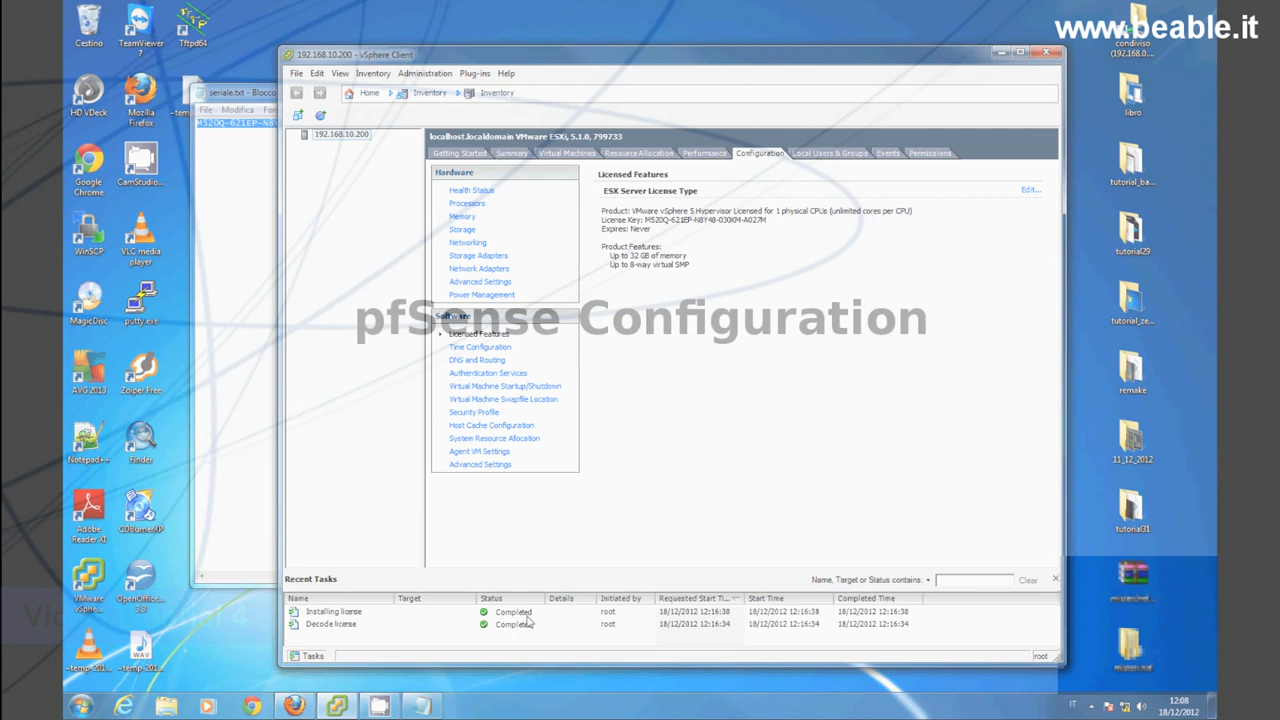 www.beable.it
Cestino
TeamViewer 7
Tftpd64
condiviso (192.168.0....
192.168.10.200 - vSphere Client
File Edit View Inventory Administration Plug-ins Help
Home Inventory Inventory
seriale.txt - Blocco
File Modifica
HD VDeck
Mozilla Firefox
libro
192.168.10.200
localhost.localdomain VMware ESXi, 5.1.0, 799733
Getting Started Summary Virtual Machines Resource Allocation Performance Configuration Local Users & Groups Events Permissions
Hardware
Health Status
Processors
Memory
Storage
Networking
Storage Adapters
Network Adapters
Advanced Settings
Power Management
Software
Licensed Features
Time Configuration
DNS and Routing
Authentication Services
Virtual Machine Startup/Shutdown
Virtual Machine Swapfile Location
Security Profile
Host Cache Configuration
System Resource Allocation
Agent VM Settings
Advanced Settings
Licensed Features
ESX Server License Type
Edit...
Product: VMware vSphere 5 Hypervisor Licensed for 1 physical CPUs (unlimited cores per CPU)
License Key: M520Q-621EP-N8Y48-030KM-A027M
Expires: Never
Product Features:
Up to 32 GB of memory
Up to 8-way virtual SMP
pfSense Configuration
Google Chrome
CamStudio...
tutorial_ba...
WinSCP
VLC media player
tutorial29
MagicDisc
putty.exe
tutorial_ze...
AVG 2013
Zoiper Free
remake
Notepad++
Finder
11_12_2012
Adobe Reader XI
CDBurnerXP
tutorial31
VMware vSphe...
OpenOffice... 3.3
~temp-201...
~temp-201...
Recent Tasks
Name, Target or Status contains: Clear
Name Target Status Details Initiated by Requested Start Ti... Start Time Completed Time
Installing license Completed root 18/12/2012 12:16:38 18/12/2012 12:16:38 18/12/2012 12:16:38
Decode license Completed root 18/12/2012 12:16:34 18/12/2012 12:16:34 18/12/2012 12:16:34
Tasks root
IT
12:08
18/12/2012